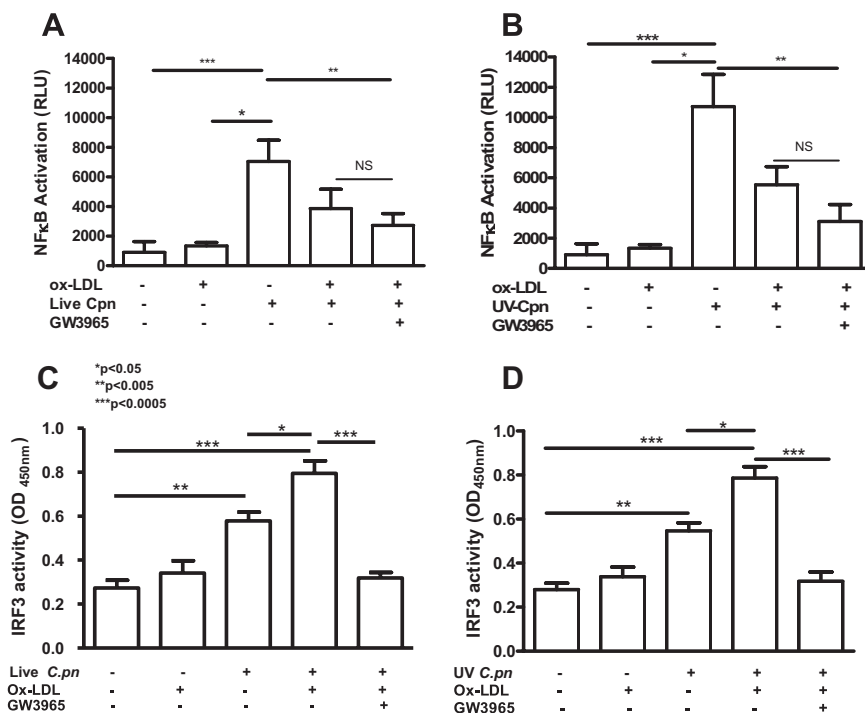 A
NFκB Activation (RLU)
14000
12000
10000
8000
6000
4000
2000
0
***
**
*
NS
ox-LDL - + - + +
Live Cpn - - + + +
GW3965 - - - - +
B
NFκB Activation (RLU)
14000
12000
10000
8000
6000
4000
2000
0
***
*
**
NS
ox-LDL - + - + +
UV-Cpn - - + + +
GW3965 - - - - +
C
*p<0.05
**p<0.005
***p<0.0005
IRF3 activity (OD 450nm)
1.0
0.8
0.6
0.4
0.2
0.0
*
***
***
**
Live C.pn - - + + +
Ox-LDL - + - + +
GW3965 - - - - +
D
IRF3 activity (OD 450nm)
1.0
0.8
0.6
0.4
0.2
0.0
*
***
***
**
UV C.pn - - + + +
Ox-LDL - + - + +
GW3965 - - - - +